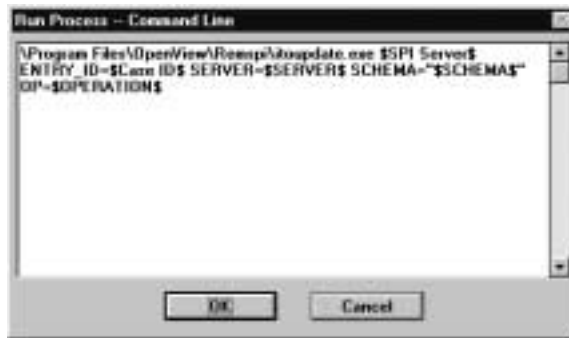 Run Process -- Command Line
\Program Files\OpenView\Remspi\itoupdate.exe $SPI Server$
ENTRY_ID=$Case ID$ SERVER=$SERVER$ SCHEMA="$SCHEMA$"
OP=$OPERATION$
OK
Cancel